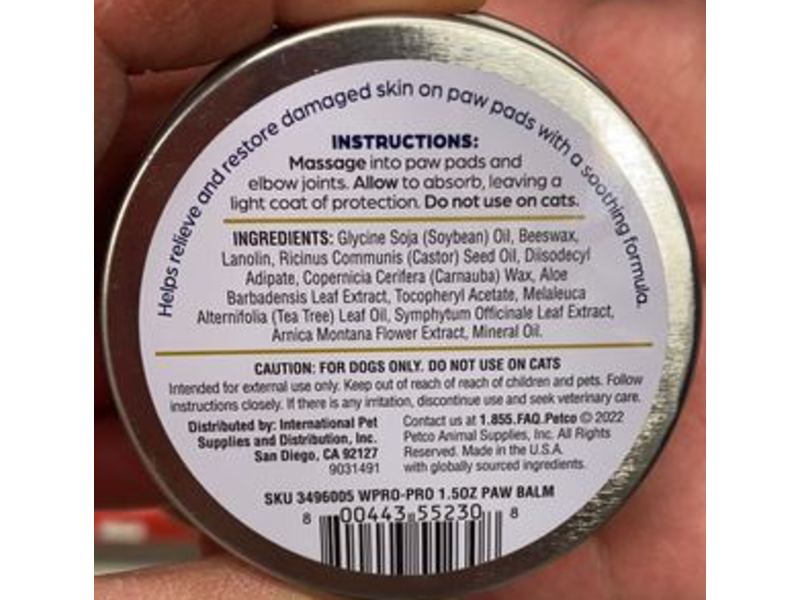 Helps relieve and restore damaged skin on paw pads with a soothing formula.
INSTRUCTIONS:
Massage into paw pads and
elbow joints. Allow to absorb, leaving a
light coat of protection. Do not use on cats.
INGREDIENTS: Glycine Soja (Soybean) Oil, Beeswax,
Lanolin, Ricinus Communis (Castor) Seed Oil, Diisodecyl
Adipate, Copernicia Cerifera (Carnauba) Wax, Aloe
Barbadensis Leaf Extract, Tocopheryl Acetate, Melaleuca
Alternifolia (Tea Tree) Leaf Oil, Symphytum Officinale Leaf Extract,
Arnica Montana Flower Extract, Mineral Oil.
CAUTION: FOR DOGS ONLY. DO NOT USE ON CATS
Intended for external use only. Keep out of reach of reach of children and pets. Follow
instructions closely. If there is any irritation, discontinue use and seek veterinary care.
Distributed by: International Pet
Supplies and Distribution, Inc.
San Diego, CA 92127
9031491
Contact us at 1.855.FAQ.Petco © 2022
Petco Animal Supplies, Inc. All Rights
Reserved. Made in the U.S.A.
with globally sourced ingredients.
SKU 3496005 WPRO-PRO 1.5OZ PAW BALM
8 00443 55230 8